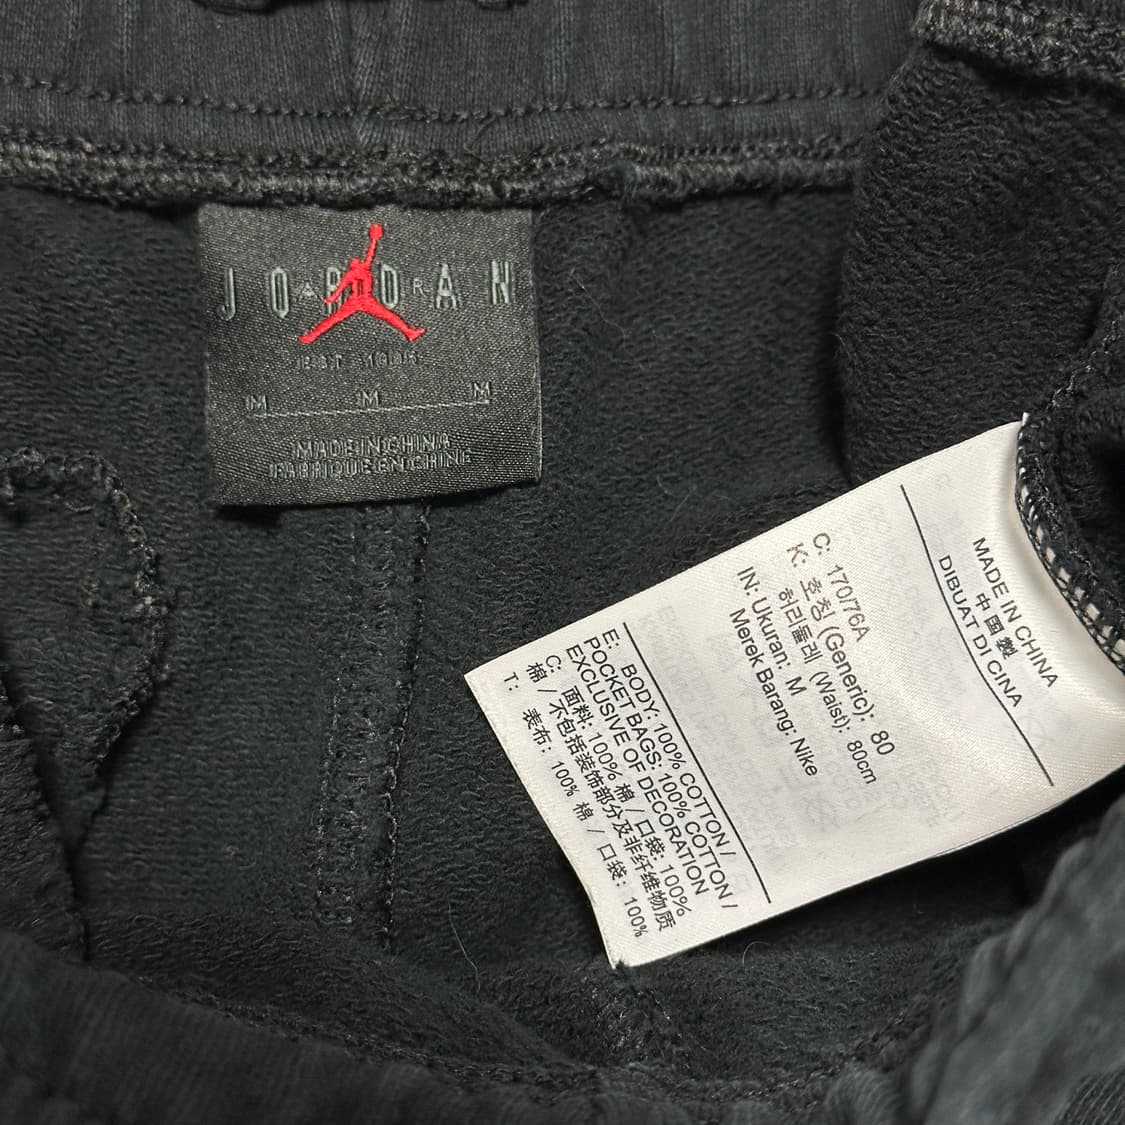 JORDAN
AIR
EST 1985
M M M
MADE IN CHINA
FABRIQUE EN CHINE
MADE IN CHINA
中国製
DIBUAT DI CINA
C: 170/76A
K: 호칭 (Generic): 80
허리둘레 (Waist): 80cm
IN: Ukuran: M
Merek Barang: Nike
E: BODY: 100% COTTON/
POCKET BAGS: 100% COTTON/
EXCLUSIVE OF DECORATION
C: 面料: 100% 棉 / 口袋: 100%
棉 / 不包括装饰部分及非纤维物质
T: 表布: 100% 棉 / 口袋: 100%